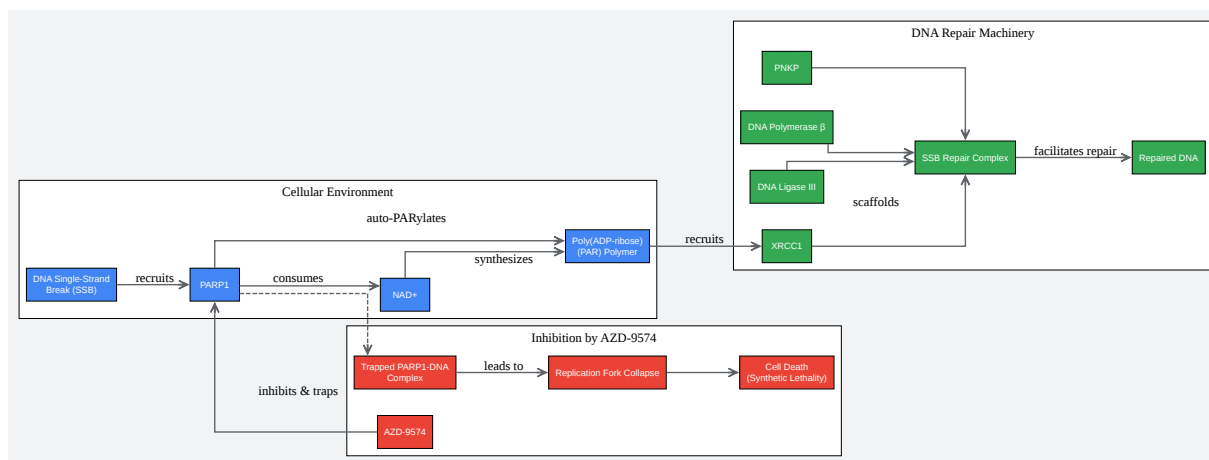 DNA Repair Machinery
PNKP
DNA Polymerase β
SSB Repair Complex
facilitates repair
Repaired DNA
DNA Ligase III
scaffolds
XRCC1
recruits
Cellular Environment
auto-PARylates
Poly(ADP-ribose)
(PAR) Polymer
synthesizes
DNA Single-Strand
Break (SSB)
recruits
PARP1
consumes
NAD+
Inhibition by AZD-9574
Trapped PARP1-DNA
Complex
leads to
Replication Fork Collapse
Cell Death
(Synthetic Lethality)
inhibits & traps
AZD-9574